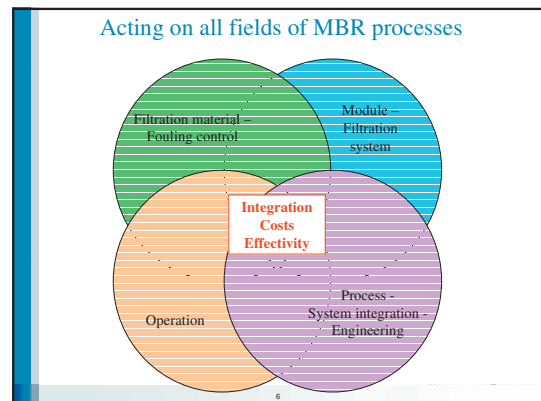 Acting on all fields of MBR processes
Filtration material –
Fouling control
Module –
Filtration
system
Integration
Costs
Effectivity
Operation
Process -
System integration -
Engineering
6